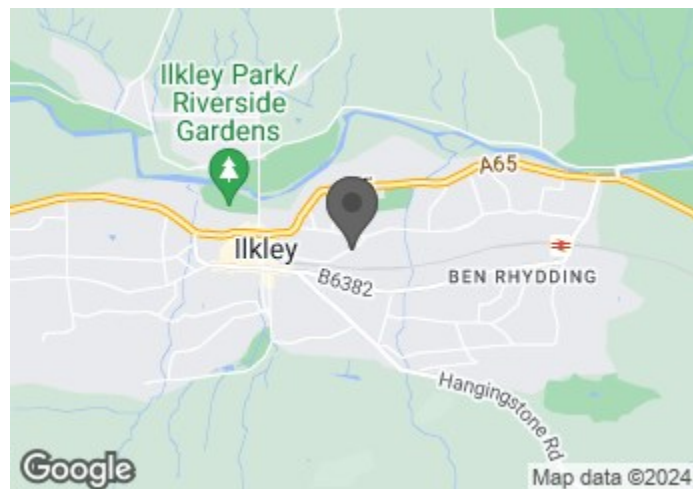 Ilkley Park/
Riverside
Gardens
A65
Ilkley
B6382
BEN RHYDDING
Hangingstone Rd
Google
Map data ©2024